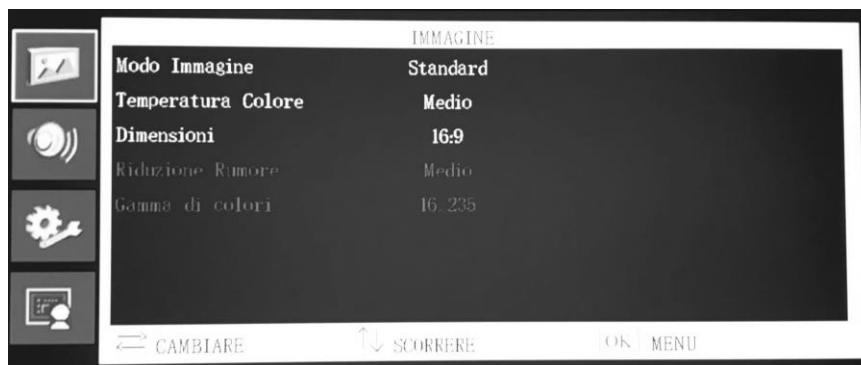 IMMAGINE
Modo Immagine Standard
Temperatura Colore Medio
Dimensioni 16:9
Riduzione Rumore Medio
Gamma di colori 16 235
CAMBIARE SCORRERE OK MENU